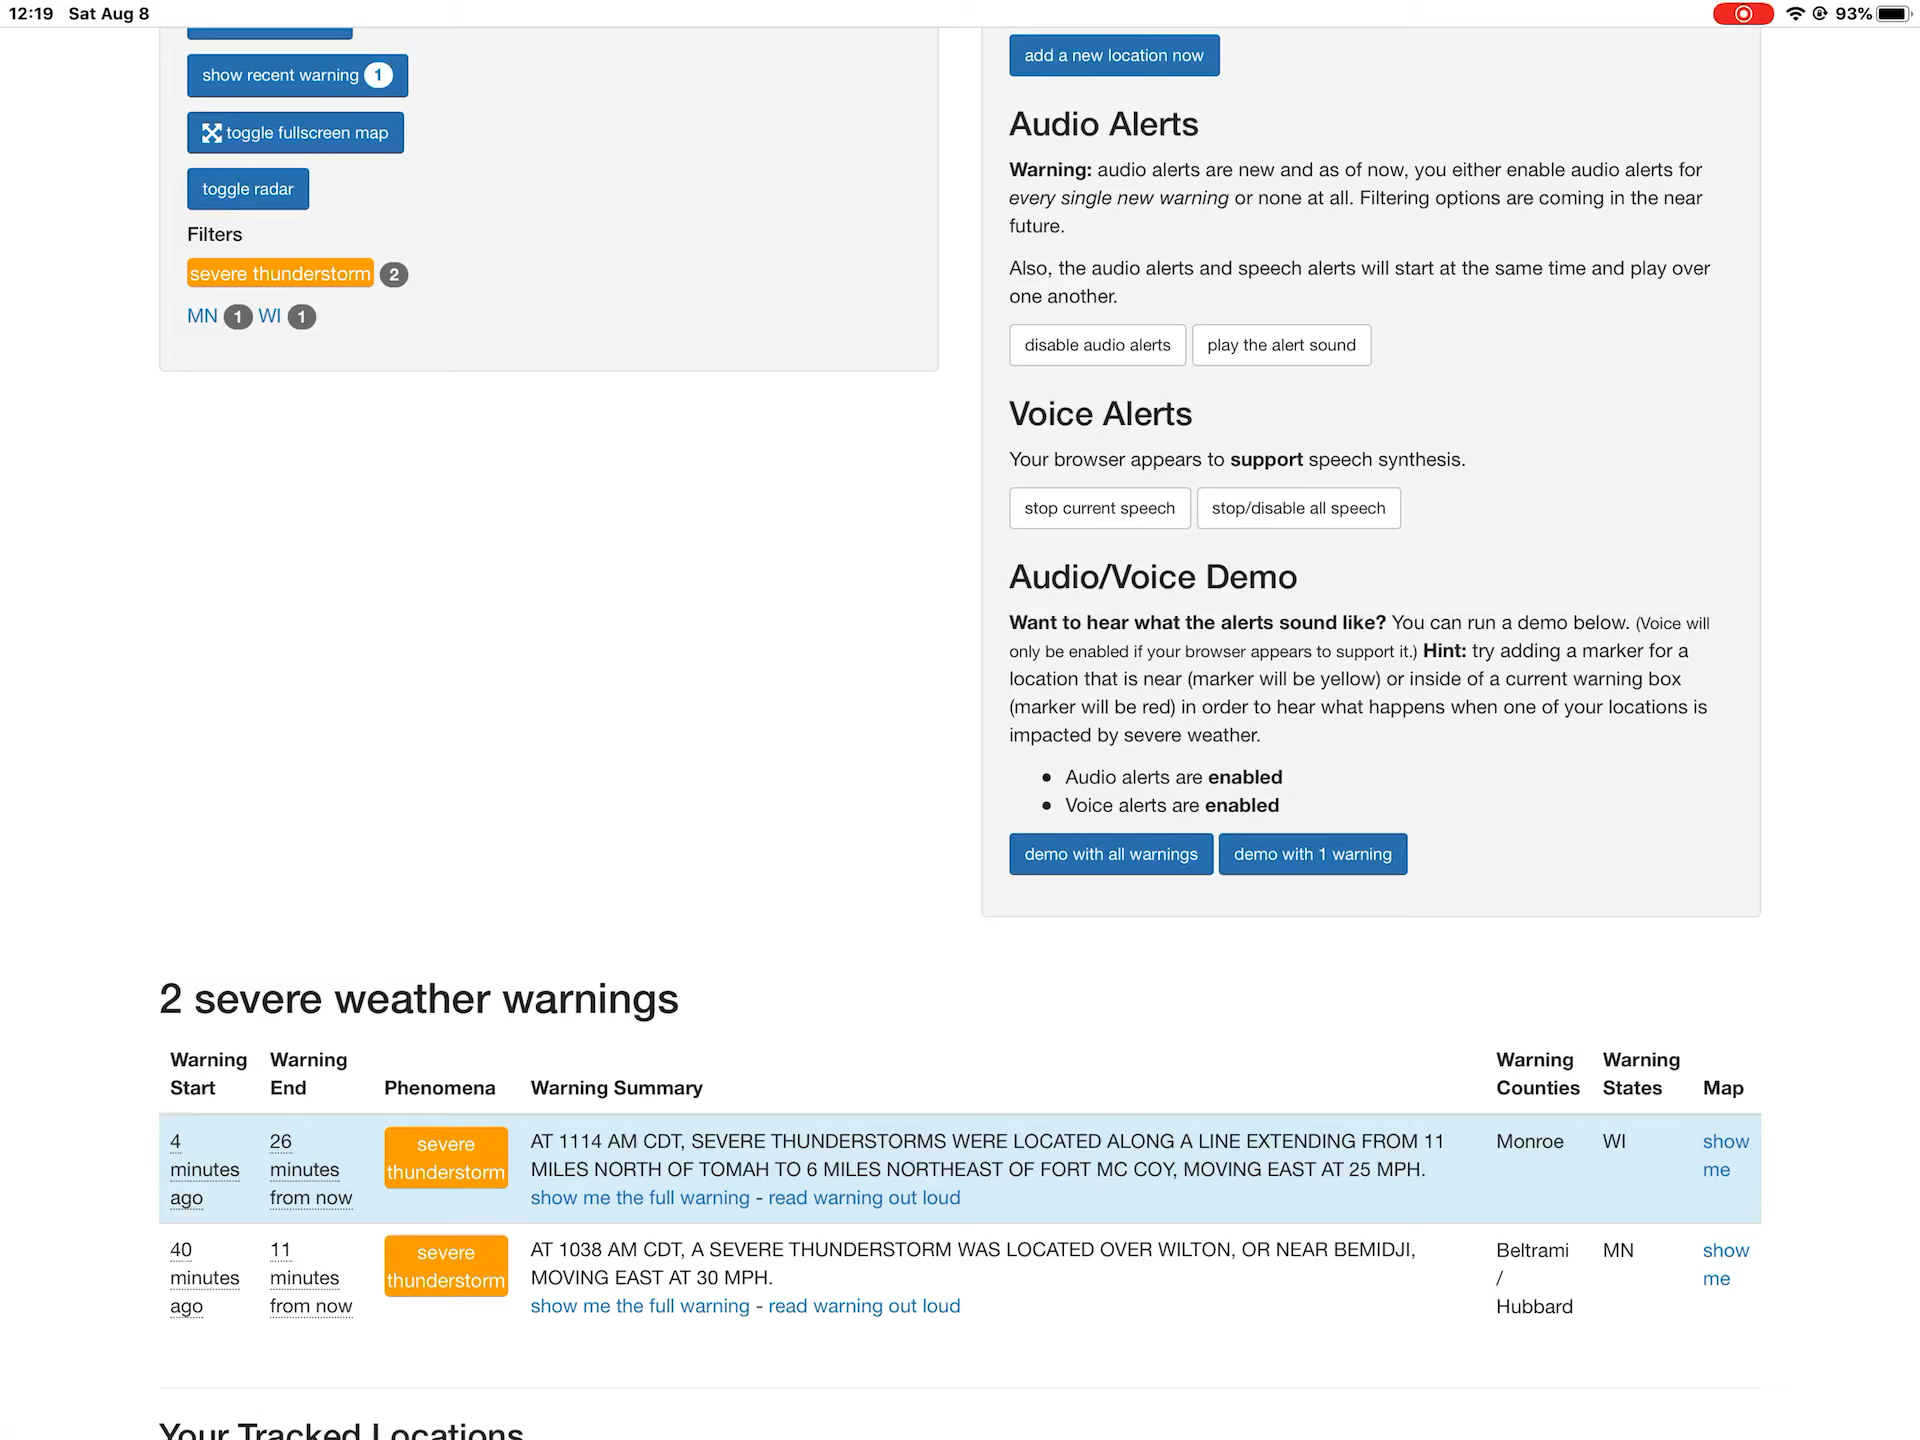 12:19 Sat Aug 8
93%
show recent warning 1
toggle fullscreen map
toggle radar
Filters
severe thunderstorm 2
MN 1 WI 1
add a new location now
Audio Alerts
Warning: audio alerts are new and as of now, you either enable audio alerts for
every single new warning or none at all. Filtering options are coming in the near
future.
Also, the audio alerts and speech alerts will start at the same time and play over
one another.
disable audio alerts play the alert sound
Voice Alerts
Your browser appears to support speech synthesis.
stop current speech stop/disable all speech
Audio/Voice Demo
Want to hear what the alerts sound like? You can run a demo below. (Voice will
only be enabled if your browser appears to support it.) Hint: try adding a marker for a
location that is near (marker will be yellow) or inside of a current warning box
(marker will be red) in order to hear what happens when one of your locations is
impacted by severe weather.
• Audio alerts are enabled
• Voice alerts are enabled
demo with all warnings demo with 1 warning
2 severe weather warnings
Warning Start Warning End Phenomena Warning Summary Warning Counties Warning States Map
4 minutes ago
26 minutes from now
severe thunderstorm
AT 1114 AM CDT, SEVERE THUNDERSTORMS WERE LOCATED ALONG A LINE EXTENDING FROM 11
MILES NORTH OF TOMAH TO 6 MILES NORTHEAST OF FORT MC COY, MOVING EAST AT 25 MPH.
show me the full warning - read warning out loud
Monroe
WI
show me
40 minutes ago
11 minutes from now
severe thunderstorm
AT 1038 AM CDT, A SEVERE THUNDERSTORM WAS LOCATED OVER WILTON, OR NEAR BEMIDJI,
MOVING EAST AT 30 MPH.
show me the full warning - read warning out loud
Beltrami / Hubbard
MN
show me
Your Tracked Locations